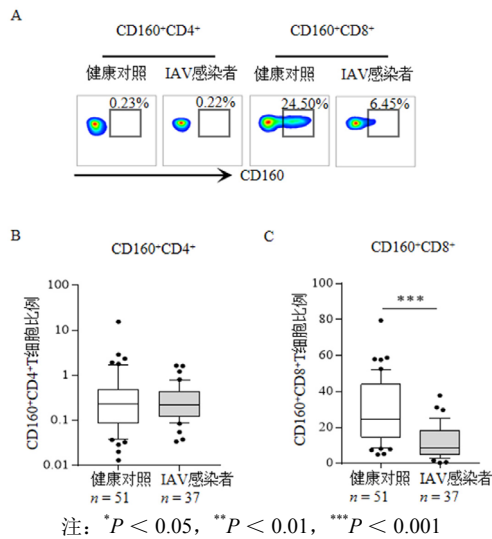 A
CD160⁺CD4⁺ CD160⁺CD8⁺
健康对照 IAV感染者 健康对照 IAV感染者
0.23% 0.22% 24.50% 6.45%
CD160
B
CD160⁺CD4⁺
CD160⁺CD4⁺T细胞比例
100
10
1
0.1
0.01
健康对照 IAV感染者
n = 51 n = 37
C
CD160⁺CD8⁺
CD160⁺CD8⁺T细胞比例
100
80
60
40
20
0
***
健康对照 IAV感染者
n = 51 n = 37
注：*P < 0.05，**P < 0.01，***P < 0.001